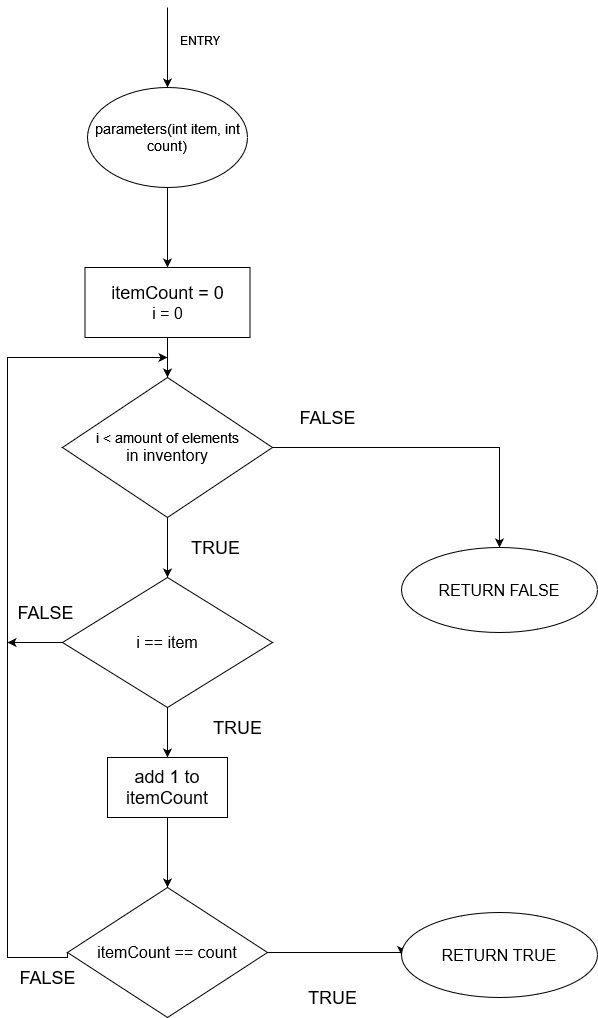 ENTRY
parameters(int item, int
count)
itemCount = 0
i = 0
i < amount of elements
in inventory
FALSE
TRUE
RETURN FALSE
FALSE
i == item
TRUE
add 1 to
itemCount
itemCount == count
RETURN TRUE
FALSE
TRUE